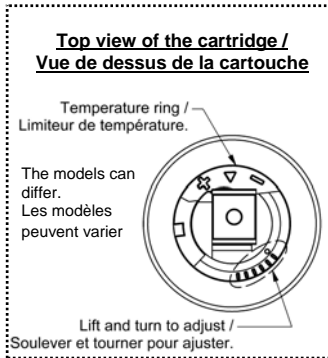 Top view of the cartridge /
Vue de dessus de la cartouche
Temperature ring /
Limiteur de température.
The models can
differ.
Les modèles
peuvent varier
Lift and turn to adjust /
Soulever et tourner pour ajuster.